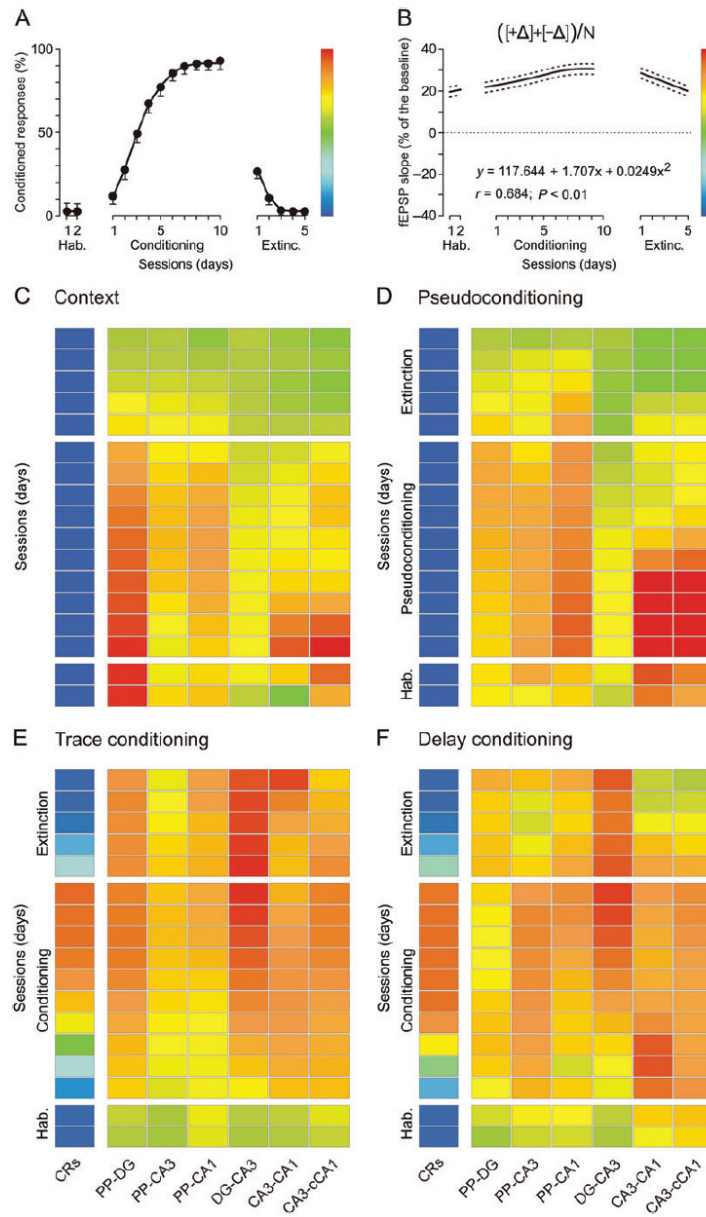 A
Conditioned responses (%)
100
50
0
1 2
1
5
10
1
5
Hab.
Conditioning
Extinc.
Sessions (days)
B
([+Δ]+[-Δ])/N
fEPSP slope (% of the baseline)
40
20
0
−20
−40
y = 117.644 + 1.707x + 0.0249x²
r = 0.684; P < 0.01
1 2
1
5
10
1
5
Hab.
Conditioning
Extinc.
Sessions (days)
C Context
Sessions (days)
D Pseudoconditioning
Extinction
Sessions (days)
Pseudoconditioning
Hab.
E Trace conditioning
Extinction
Sessions (days)
Conditioning
Hab.
CRs
PP-DG
PP-CA3
PP-CA1
DG-CA3
CA3-CA1
CA3-cCA1
F Delay conditioning
Extinction
Sessions (days)
Conditioning
Hab.
CRs
PP-DG
PP-CA3
PP-CA1
DG-CA3
CA3-CA1
CA3-cCA1